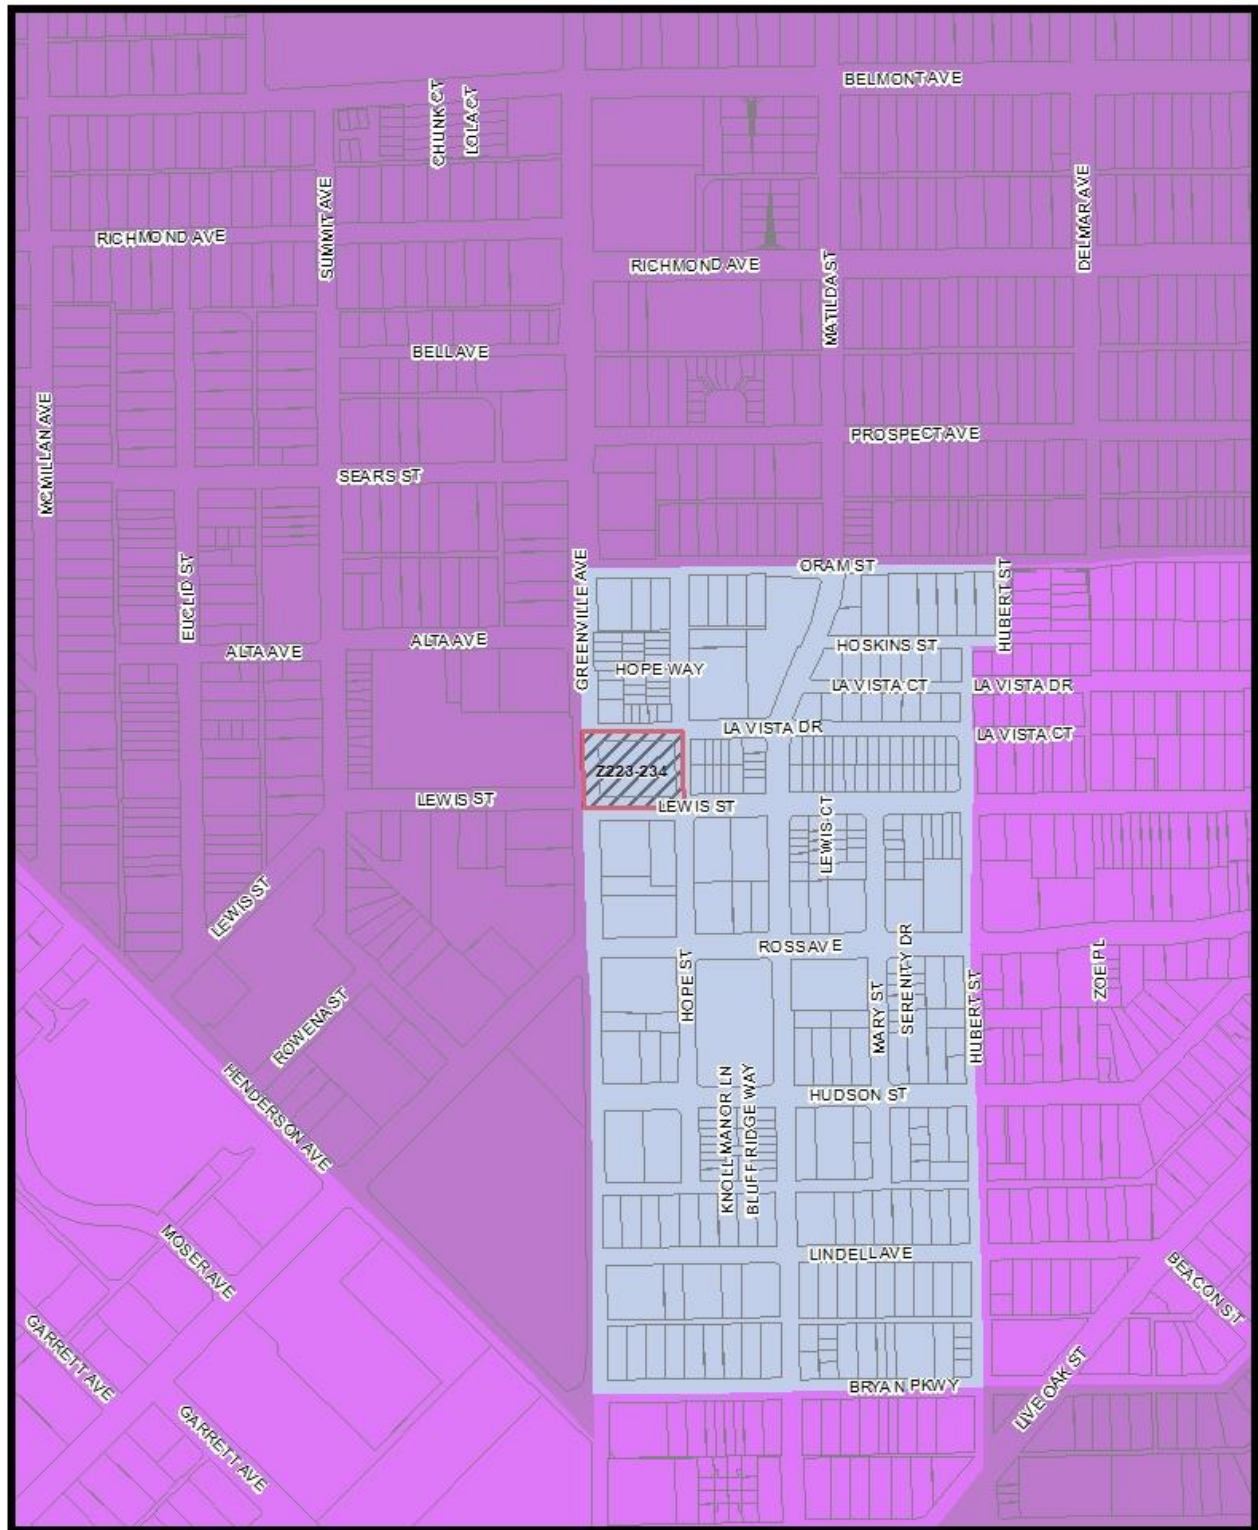 BELMONT AVE
CHUNK CT
LOLA CT
SUMMIT AVE
DELMAR AVE
RICHMOND AVE
RICHMOND AVE
MATILDA ST
BELL AVE
MCMILLAN AVE
PROSPECT AVE
SEARS ST
EUCLID ST
GREENVILLE AVE
ORAM ST
HUBERT ST
ALTA AVE
ALTA AVE
HOSKINS ST
HOPE WAY
LA VISTA CT
LA VISTA DR
LA VISTA DR
LA VISTA CT
Z223-234
LEWIS ST
LEWIS ST
LEWIS CT
LEWIS ST
ROSS AVE
SERENITY DR
ZOE PL
HOPE ST
MARY ST
HUBERT ST
ROWENA ST
HENDERSON AVE
HUDSON ST
KNOLL MANOR LN
BLUFF RIDGE WAY
MOSER AVE
LINDELL AVE
BEACON ST
GARRETT AVE
BRYAN PKWY
LIVE OAK ST
GARRETT AVE